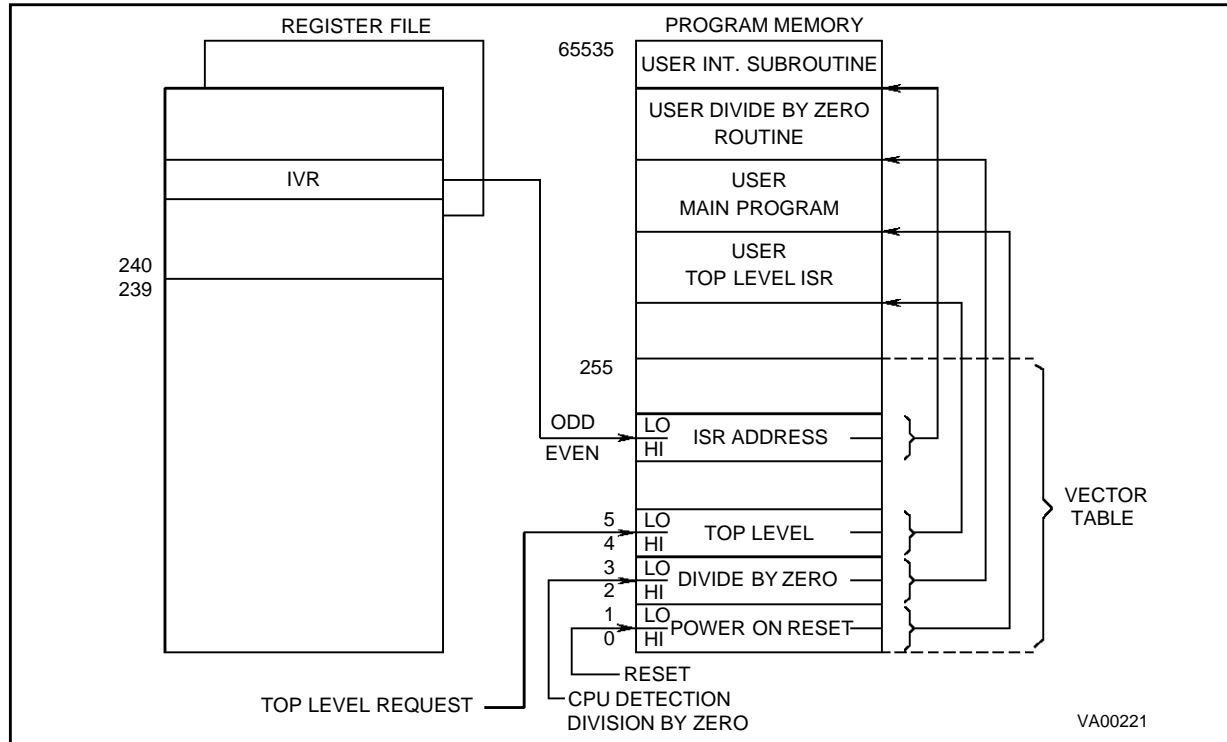 REGISTER FILE
IVR
240
239
PROGRAM MEMORY
65535
USER INT. SUBROUTINE
USER DIVIDE BY ZERO
ROUTINE
USER
MAIN PROGRAM
USER
TOP LEVEL ISR
255
ODD
EVEN
LO
HI
ISR ADDRESS
5
4
LO
HI
TOP LEVEL
3
2
LO
HI
DIVIDE BY ZERO
1
0
LO
HI
POWER ON RESET
VECTOR
TABLE
RESET
TOP LEVEL REQUEST
CPU DETECTION
DIVISION BY ZERO
VA00221